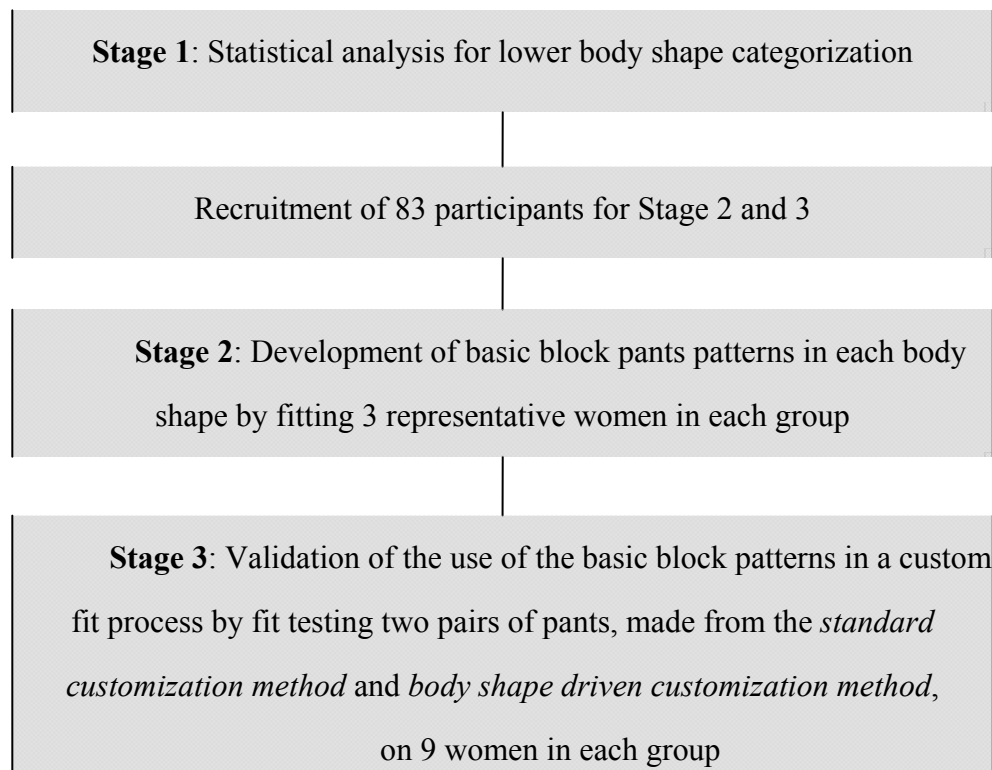 Stage 1: Statistical analysis for lower body shape categorization
Recruitment of 83 participants for Stage 2 and 3
Stage 2: Development of basic block pants patterns in each body
shape by fitting 3 representative women in each group
Stage 3: Validation of the use of the basic block patterns in a custom
fit process by fit testing two pairs of pants, made from the standard
customization method and body shape driven customization method,
on 9 women in each group